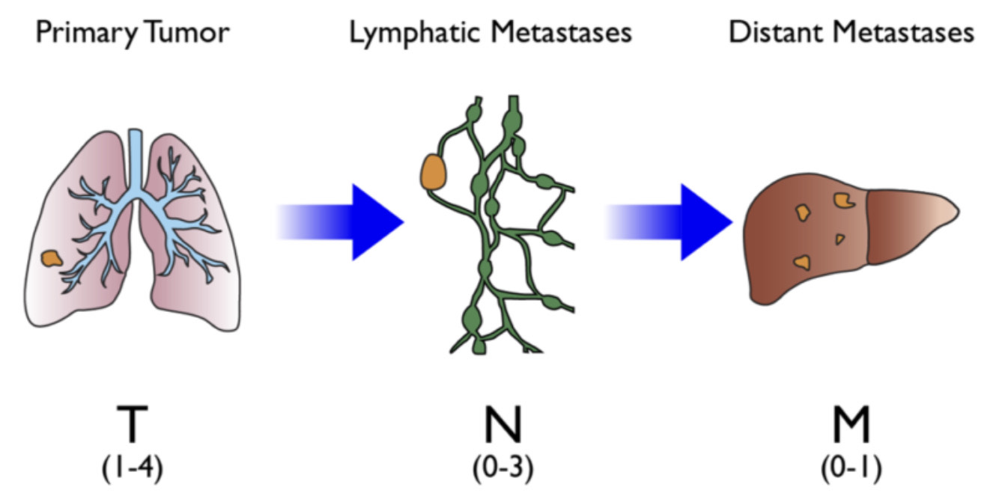 Primary Tumor
Lymphatic Metastases
Distant Metastases
T
(1-4)
N
(0-3)
M
(0-1)